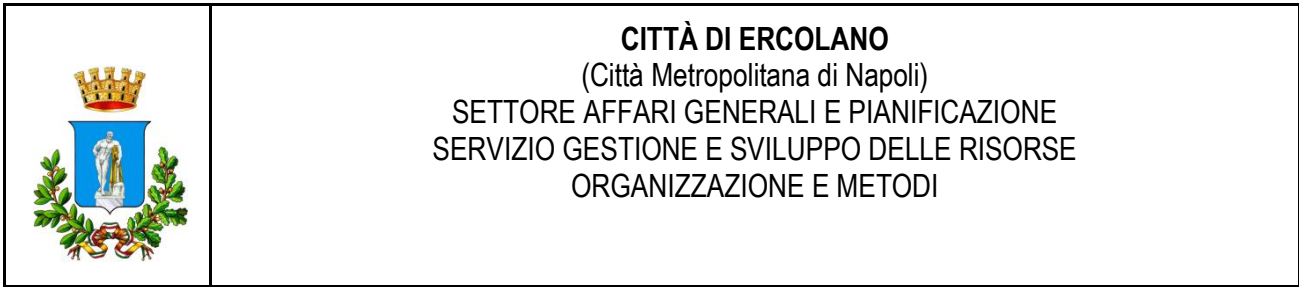 CITTÀ DI ERCOLANO
(Città Metropolitana di Napoli)
SETTORE AFFARI GENERALI E PIANIFICAZIONE
SERVIZIO GESTIONE E SVILUPPO DELLE RISORSE
ORGANIZZAZIONE E METODI